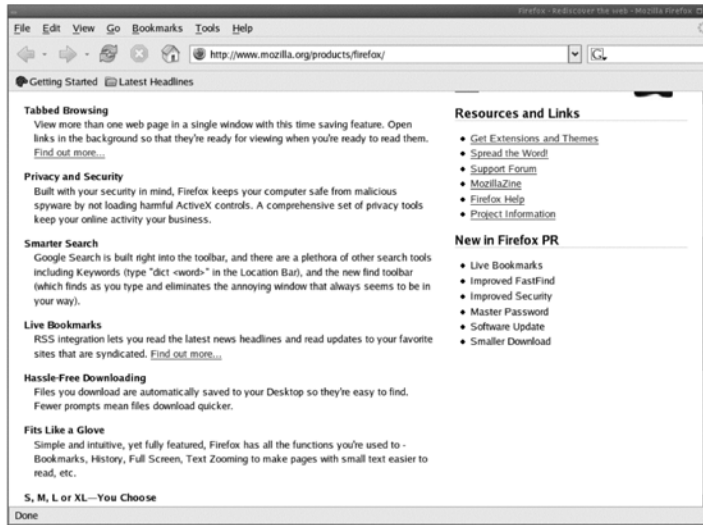 Firefox - Rediscover the web - Mozilla Firefox
File Edit View Go Bookmarks Tools Help
http://www.mozilla.org/products/firefox/
G
Getting Started Latest Headlines
Tabbed Browsing
View more than one web page in a single window with this time saving feature. Open
links in the background so that they're ready for viewing when you're ready to read them.
Find out more...
Privacy and Security
Built with your security in mind, Firefox keeps your computer safe from malicious
spyware by not loading harmful ActiveX controls. A comprehensive set of privacy tools
keep your online activity your business.
Smarter Search
Google Search is built right into the toolbar, and there are a plethora of other search tools
including Keywords (type "dict <word>" in the Location Bar), and the new find toolbar
(which finds as you type and eliminates the annoying window that always seems to be in
your way).
Live Bookmarks
RSS integration lets you read the latest news headlines and read updates to your favorite
sites that are syndicated. Find out more...
Hassle-Free Downloading
Files you download are automatically saved to your Desktop so they're easy to find.
Fewer prompts mean files download quicker.
Fits Like a Glove
Simple and intuitive, yet fully featured, Firefox has all the functions you're used to -
Bookmarks, History, Full Screen, Text Zooming to make pages with small text easier to
read, etc.
S, M, L or XL—You Choose
Resources and Links
Get Extensions and Themes
Spread the Word!
Support Forum
MozillaZine
Firefox Help
Project Information
New in Firefox PR
Live Bookmarks
Improved FastFind
Improved Security
Master Password
Software Update
Smaller Download
Done